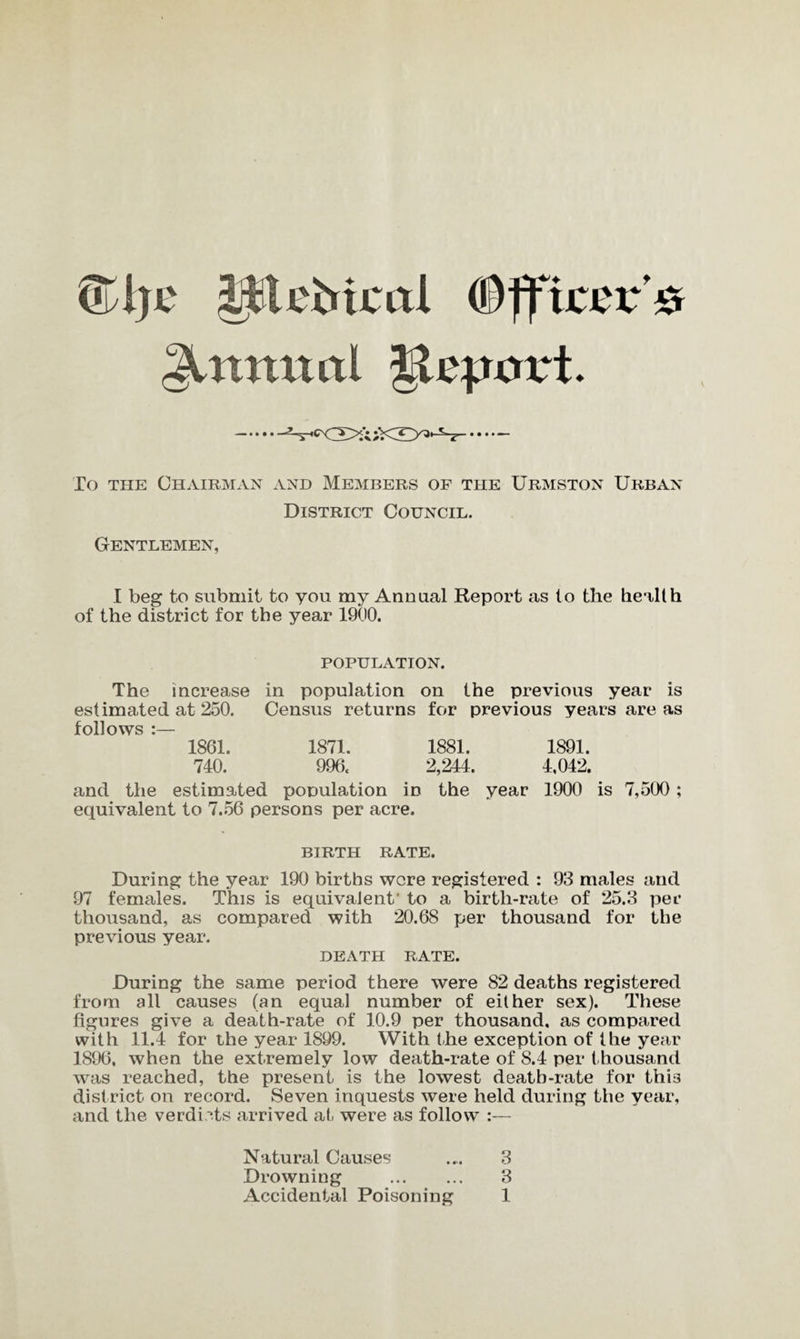 The Medical Officer's
Annual Report.
To the Chairman and Members of the Urmston Urban
District Council.
Gentlemen,
I beg to submit to you my Annual Report as to the health
of the district for the year 1900.
POPULATION.
The increase in population on the previous year is
estimated at 250. Census returns for previous years are as
follows :—
1861. 1871. 1881. 1891.
740. 996. 2,244. 4,042.
and the estimated population in the year 1900 is 7,500 ;
equivalent to 7.56 persons per acre.
BIRTH RATE.
During the year 190 births were registered : 93 males and
97 females. This is equivalent to a birth-rate of 25.3 per
thousand, as compared with 20.68 per thousand for the
previous year.
DEATH RATE.
During the same period there were 82 deaths registered
from all causes (an equal number of either sex). These
figures give a death-rate of 10.9 per thousand, as compared
with 11.4 for the year 1899. With the exception of the year
1896, when the extremely low death-rate of 8.4 per thousand
was reached, the present is the lowest death-rate for this
district on record. Seven inquests were held during the year,
and the verdicts arrived at were as follow :—
Natural Causes ... 3
Drowning ... ... 3
Accidental Poisoning 1